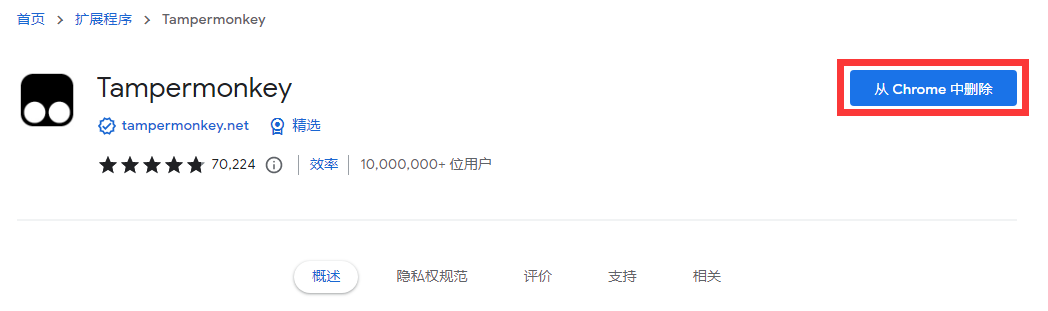 首页 > 扩展程序 > Tampermonkey
Tampermonkey
从 Chrome 中删除
tampermonkey.net 精选
70,224 效率 10,000,000+ 位用户
概述 隐私权规范 评价 支持 相关